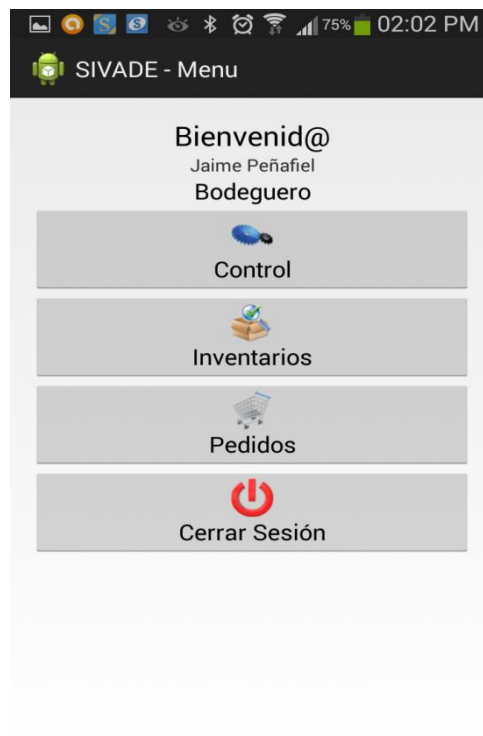 75% 02:02 PM
SIVADE - Menu
Bienvenid@
Jaime Peñafiel
Bodeguero
Control
Inventarios
Pedidos
Cerrar Sesión